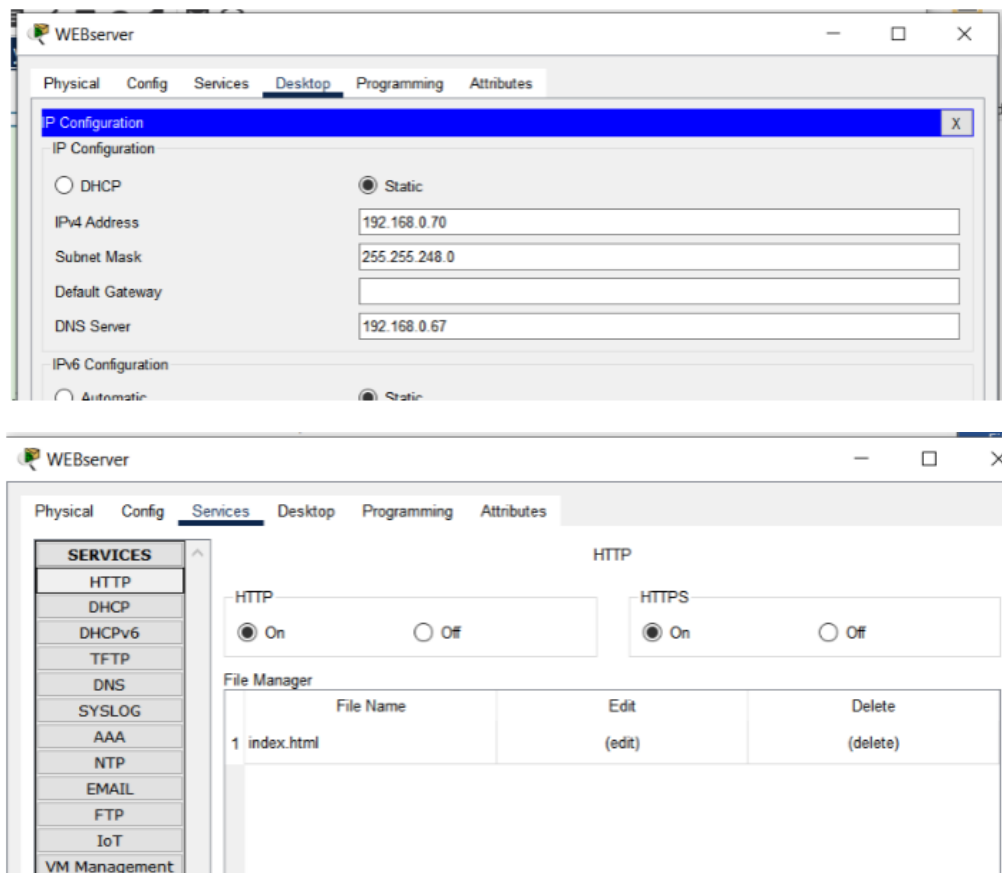 WEBserver
Physical Config Services Desktop Programming Attributes
IP Configuration X
IP Configuration
DHCP Static
IPv4 Address 192.168.0.70
Subnet Mask 255.255.248.0
Default Gateway
DNS Server 192.168.0.67
IPv6 Configuration
Automatic Static
WEBserver
Physical Config Services Desktop Programming Attributes
SERVICES HTTP
HTTP
HTTP HTTPS
DHCP
DHCPv6 On Off On Off
TFTP
DNS File Manager
SYSLOG File Name Edit Delete
AAA 1 index.html (edit) (delete)
NTP
EMAIL
FTP
IoT
VM Management